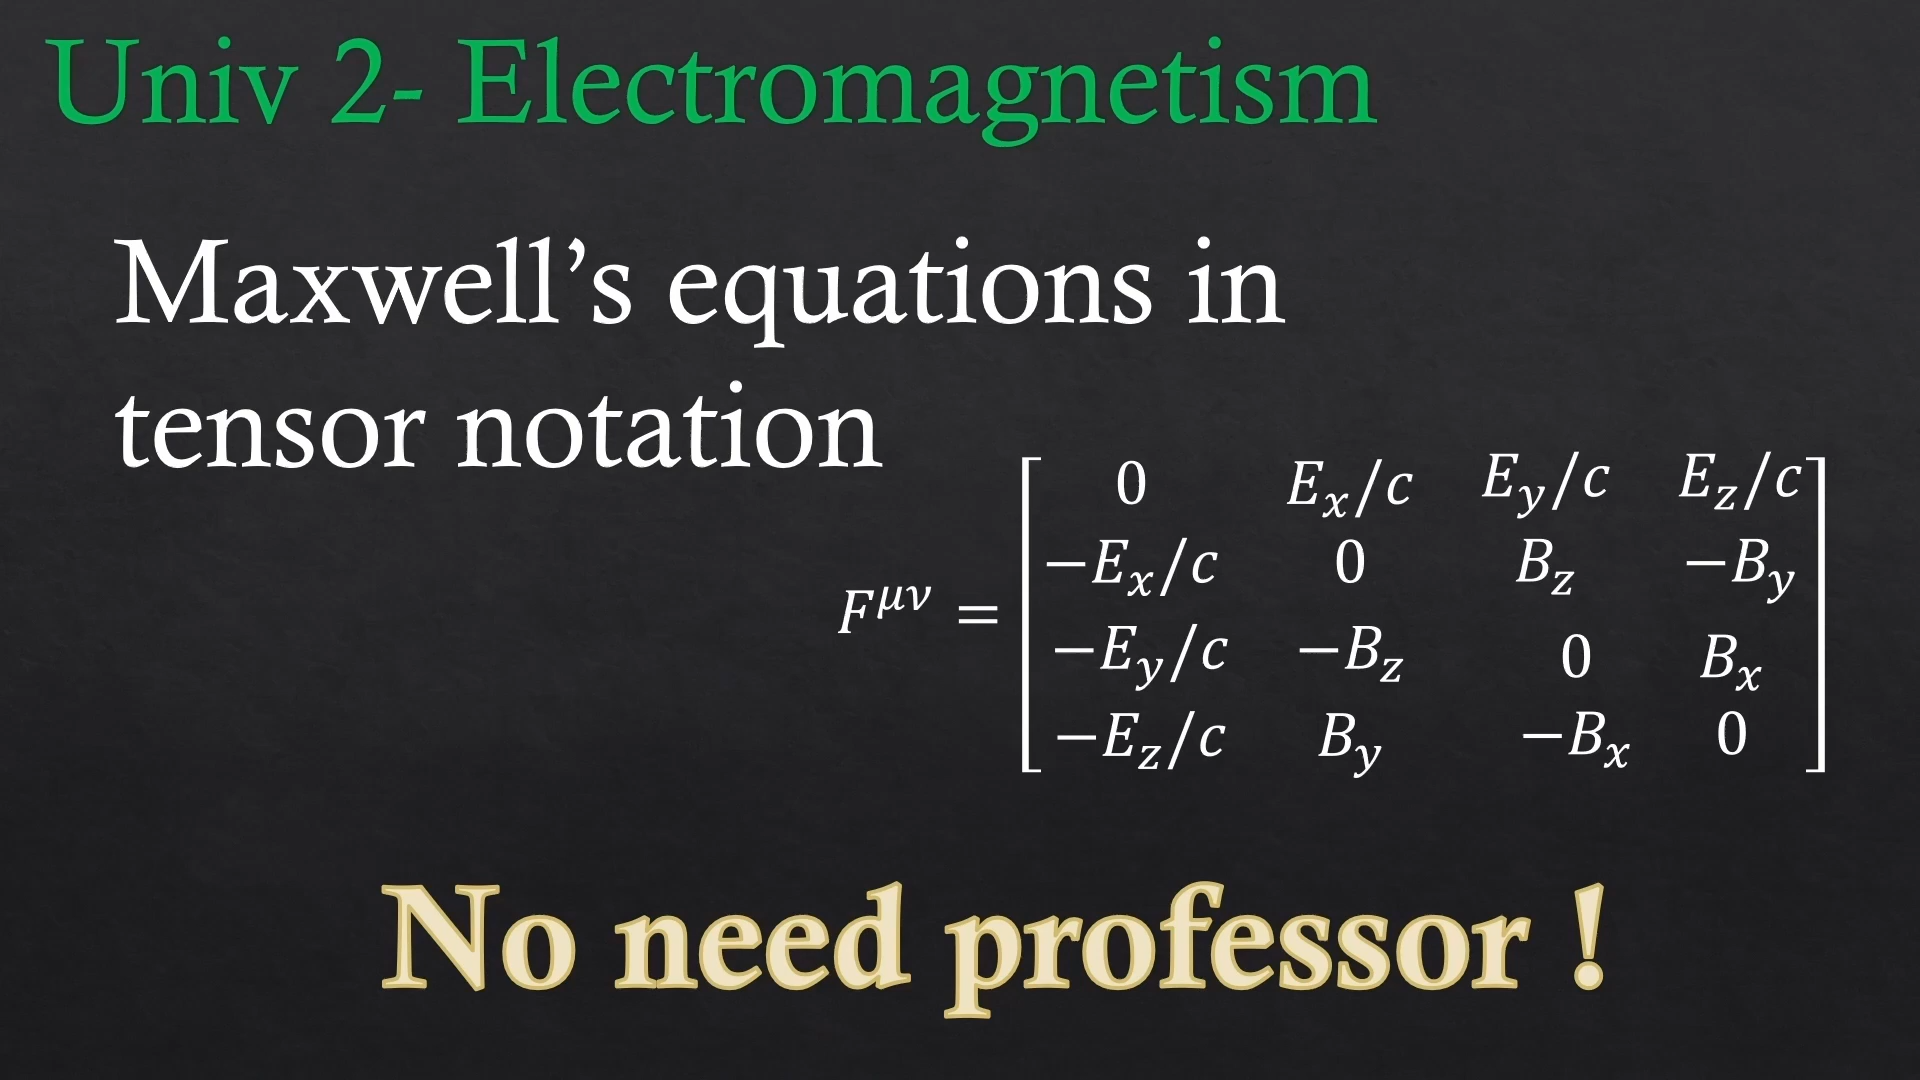 Univ 2- Electromagnetism
Maxwell’s equations in
tensor notation
0 E_x/c E_y/c E_z/c
−E_x/c 0 B_z −B_y
F^{μν} =
−E_y/c −B_z 0 B_x
−E_z/c B_y −B_x 0
No need professor !